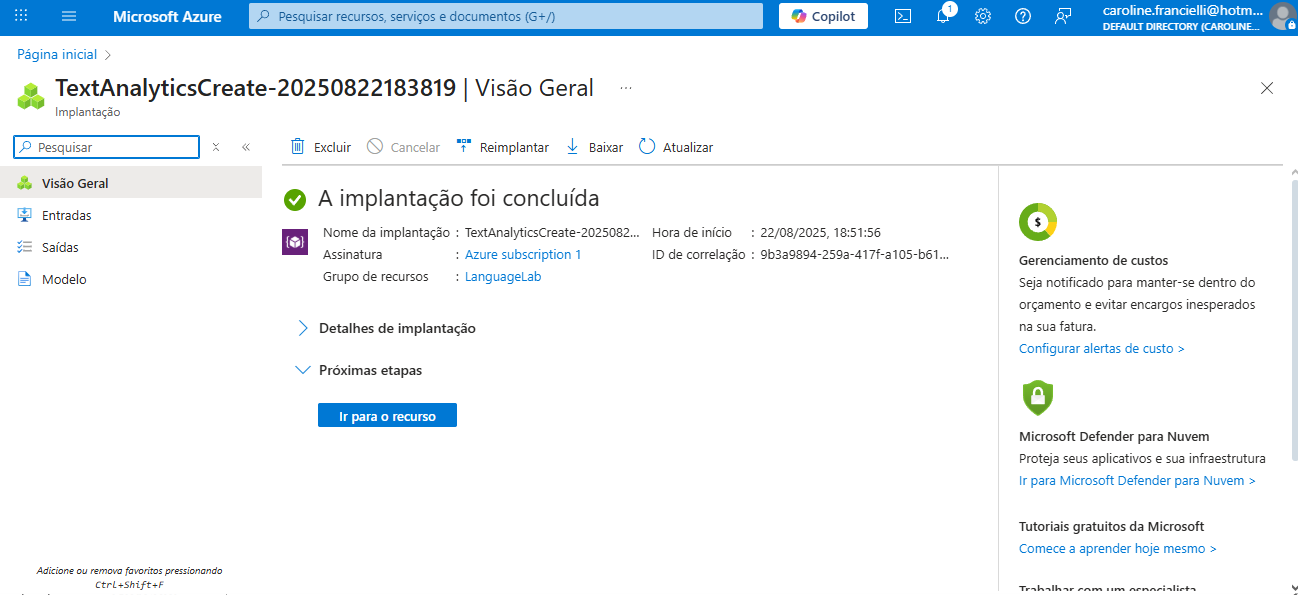 Microsoft Azure
Pesquisar recursos, serviços e documentos (G+/)
Copilot
1
caroline.francielli@hotm...
DEFAULT DIRECTORY (CAROLINE....
Página inicial
TextAnalyticsCreate-20250822183819 | Visão Geral ...
Implantação
Pesquisar
Excluir Cancelar Reimplantar Baixar Atualizar
Visão Geral
Entradas
Saídas
Modelo
A implantação foi concluída
Nome da implantação : TextAnalyticsCreate-2025082... Hora de início : 22/08/2025, 18:51:56
Assinatura : Azure subscription 1 ID de correlação : 9b3a9894-259a-417f-a105-b61...
Grupo de recursos : LanguageLab
Detalhes de implantação
Próximas etapas
Ir para o recurso
$
Gerenciamento de custos
Seja notificado para manter-se dentro do
orçamento e evitar encargos inesperados
na sua fatura.
Configurar alertas de custo >
Microsoft Defender para Nuvem
Proteja seus aplicativos e sua infraestrutura
Ir para Microsoft Defender para Nuvem >
Tutoriais gratuitos da Microsoft
Comece a aprender hoje mesmo >
Trabalhar com um especialista
Adicione ou remova favoritos pressionando
Ctrl+Shift+F